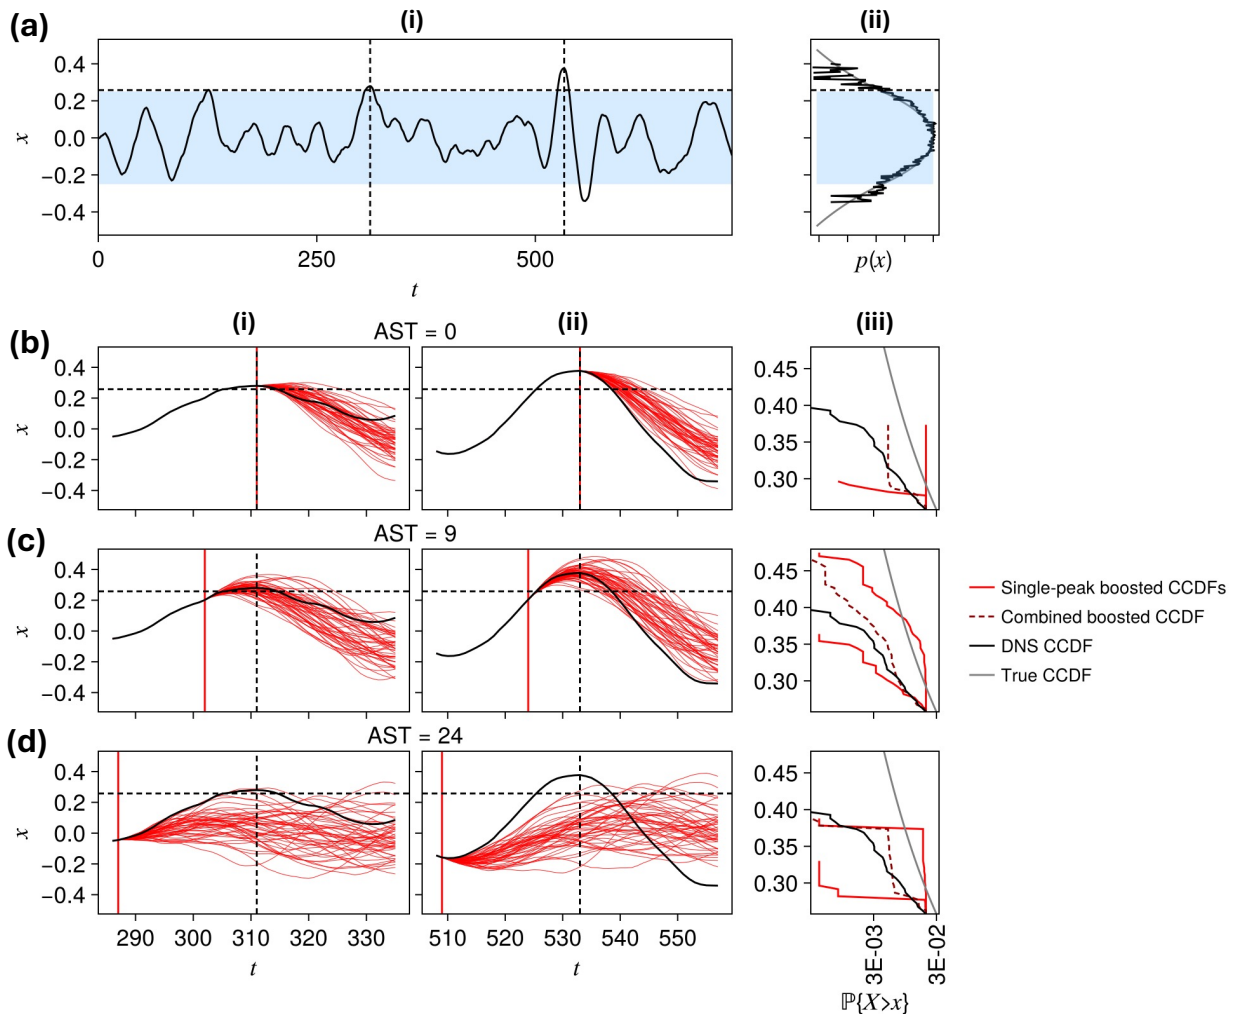 (a)
(i)
(ii)
0.4
0.2
0.0
−0.2
−0.4
x
0
250
500
t
p(x)
(b)
(i)
AST = 0
(ii)
(iii)
0.4
0.2
0.0
−0.2
−0.4
x
0.45
0.40
0.35
0.30
(c)
AST = 9
0.4
0.2
0.0
−0.2
−0.4
x
0.45
0.40
0.35
0.30
Single-peak boosted CCDFs
Combined boosted CCDF
DNS CCDF
True CCDF
(d)
AST = 24
0.4
0.2
0.0
−0.2
−0.4
x
290
300
310
320
330
t
510
520
530
540
550
t
0.45
0.40
0.35
0.30
3E-03
3E-02
ℙ{X>x}